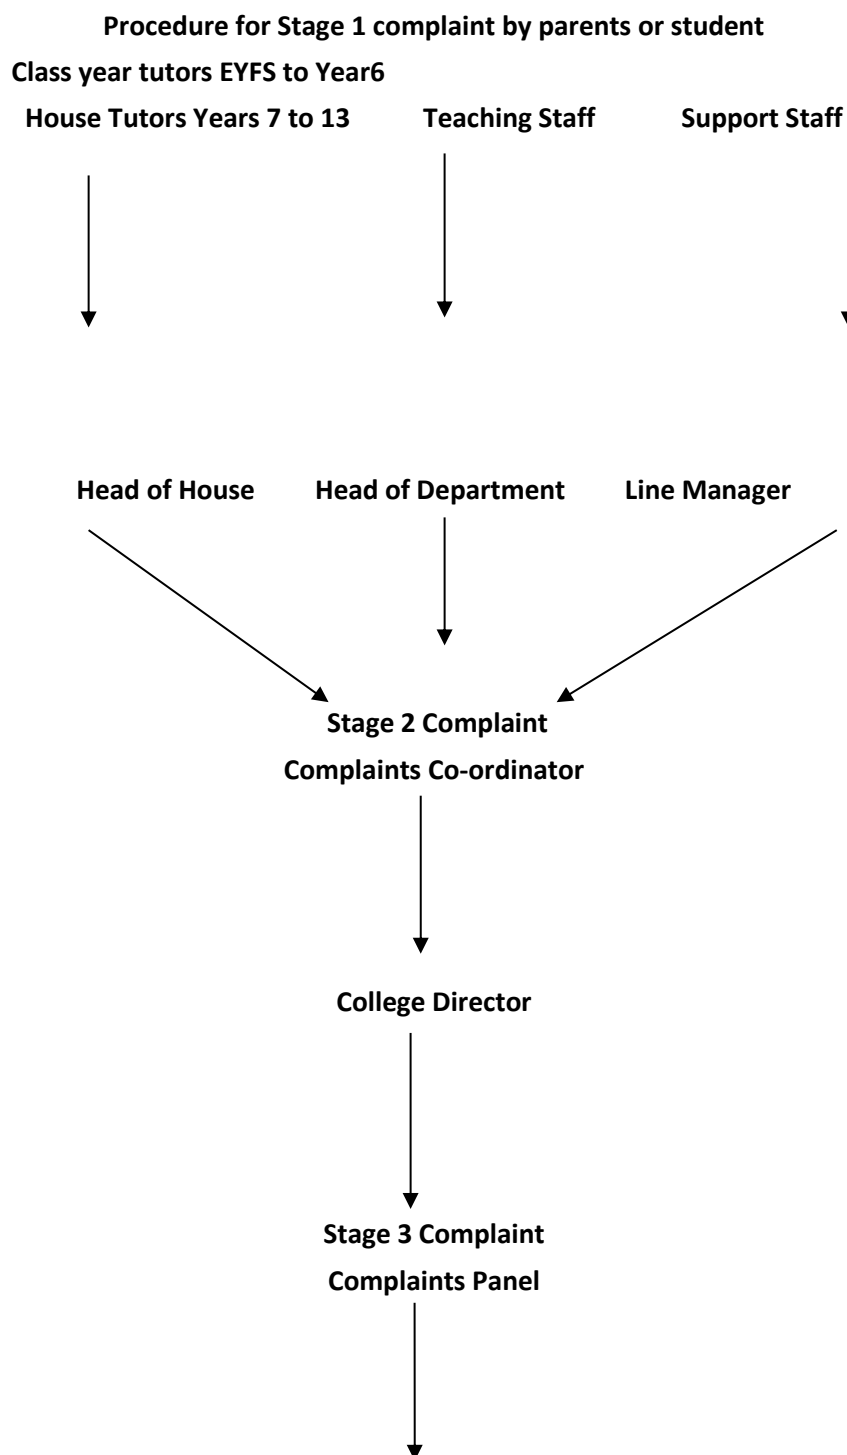 Procedure for Stage 1 complaint by parents or student
Class year tutors EYFS to Year6
House Tutors Years 7 to 13 Teaching Staff Support Staff
Head of House Head of Department Line Manager
Stage 2 Complaint
Complaints Co-ordinator
College Director
Stage 3 Complaint
Complaints Panel